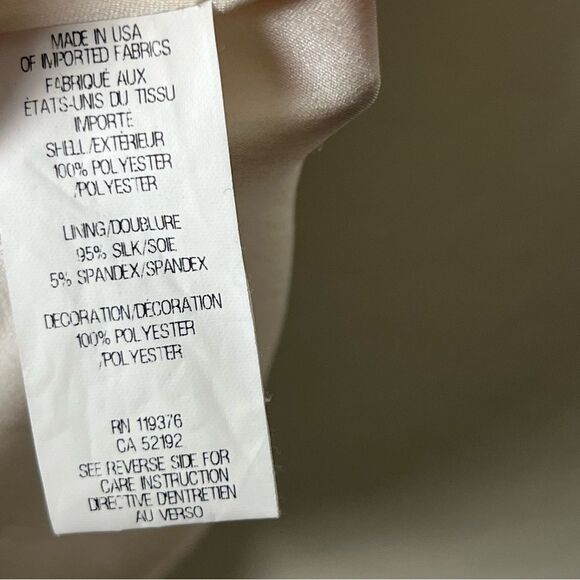 MADE IN USA
OF IMPORTED FABRICS
FABRIQUÉ AUX
ÉTATS-UNIS DU TISSU
IMPORTE
SHELL/EXTÉRIEUR
100% POLYESTER
/POLYESTER
LINING/DOUBLURE
95% SILK/SOIE
5% SPANDEX/SPANDEX
DECORATION/DÉCORATION
100% POLYESTER
/POLYESTER
RN 119376
CA 52192
SEE REVERSE SIDE FOR
CARE INSTRUCTION
DIRECTIVE D'ENTRETIEN
AU VERSO